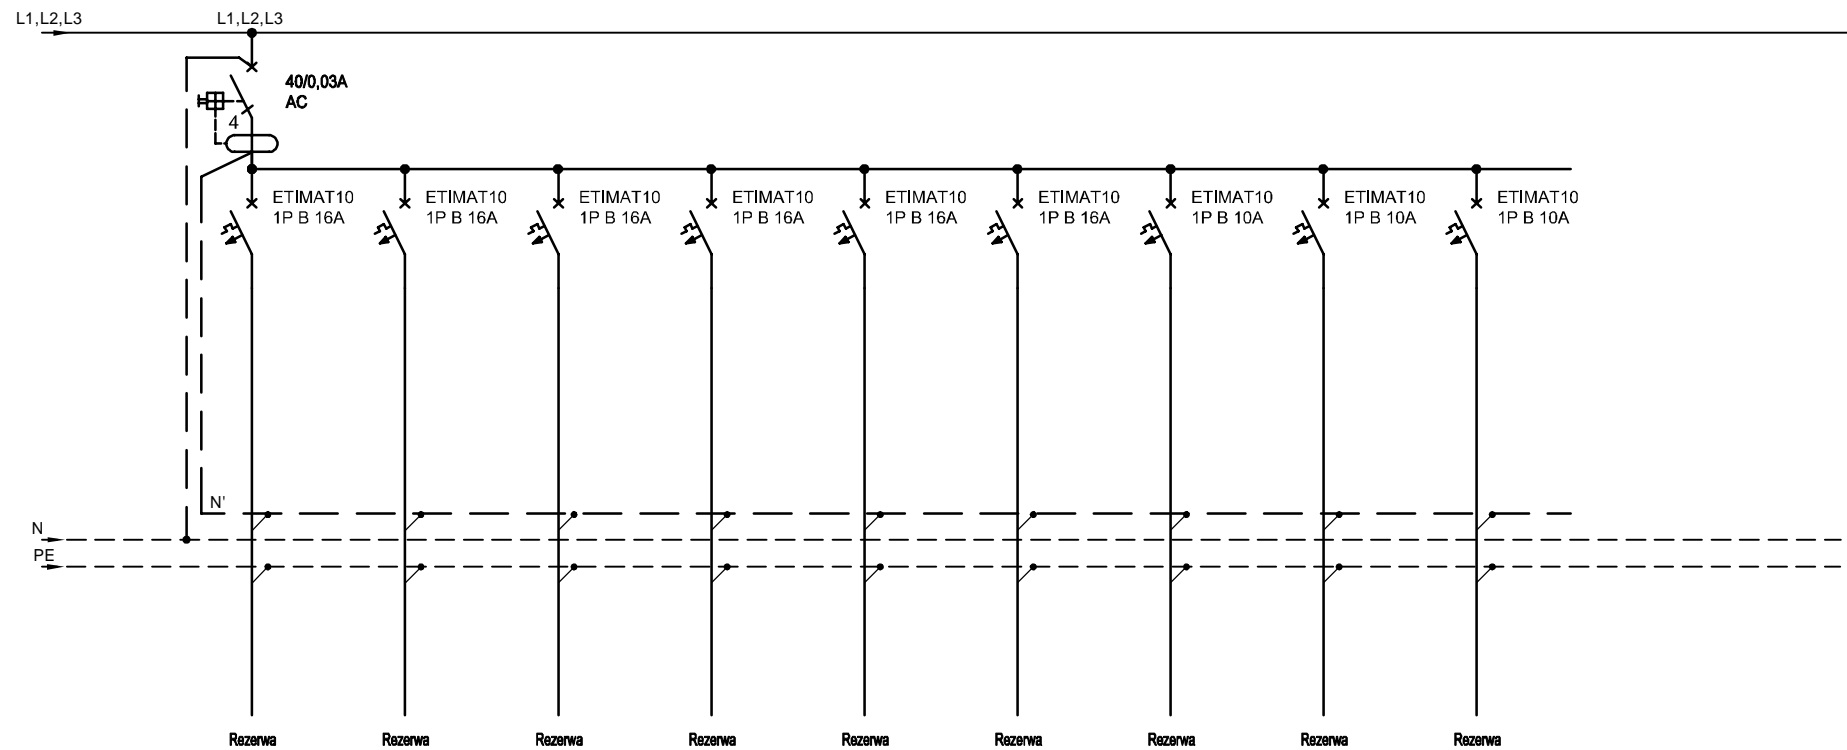 L1,L2,L3
L1,L2,L3
40/0,03A
AC
4
ETIMAT10
1P B 16A
ETIMAT10
1P B 16A
ETIMAT10
1P B 16A
ETIMAT10
1P B 16A
ETIMAT10
1P B 16A
ETIMAT10
1P B 16A
ETIMAT10
1P B 10A
ETIMAT10
1P B 10A
ETIMAT10
1P B 10A
N'
N
PE
Rezerwa
Rezerwa
Rezerwa
Rezerwa
Rezerwa
Rezerwa
Rezerwa
Rezerwa
Rezerwa